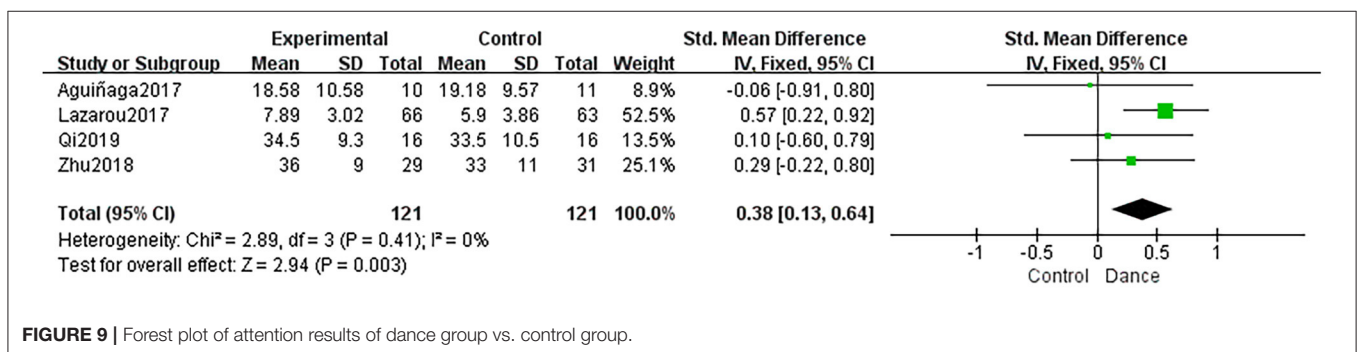 Experimental Control Std. Mean Difference Std. Mean Difference
Study or Subgroup Mean SD Total Mean SD Total Weight IV, Fixed, 95% CI IV, Fixed, 95% CI
Aguiñaga2017 18.58 10.58 10 19.18 9.57 11 8.9% -0.06 [-0.91, 0.80]
Lazarou2017 7.89 3.02 66 5.9 3.86 63 52.5% 0.57 [0.22, 0.92]
Qi2019 34.5 9.3 16 33.5 10.5 16 13.5% 0.10 [-0.60, 0.79]
Zhu2018 36 9 29 33 11 31 25.1% 0.29 [-0.22, 0.80]
Total (95% CI) 121 121 100.0% 0.38 [0.13, 0.64]
Heterogeneity: Chi² = 2.89, df = 3 (P = 0.41); I² = 0%
Test for overall effect: Z = 2.94 (P = 0.003)
-1 -0.5 0 0.5 1
Control Dance
FIGURE 9 | Forest plot of attention results of dance group vs. control group.